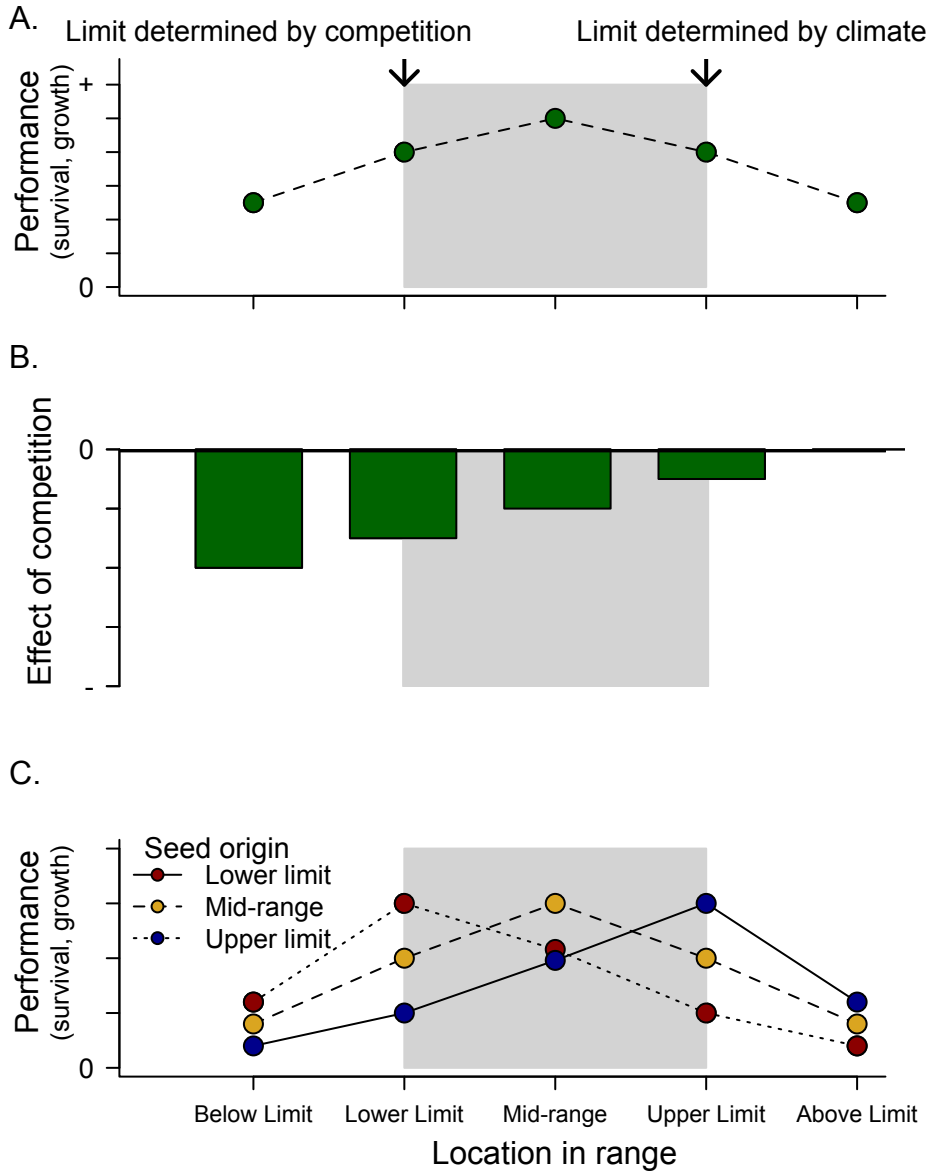 A.
Limit determined by competition
Limit determined by climate
Performance
(survival, growth)
+
0
B.
Effect of competition
0
-
C.
Performance
(survival, growth)
Seed origin
Lower limit
Mid-range
Upper limit
0
Below Limit Lower Limit Mid-range Upper Limit Above Limit
Location in range